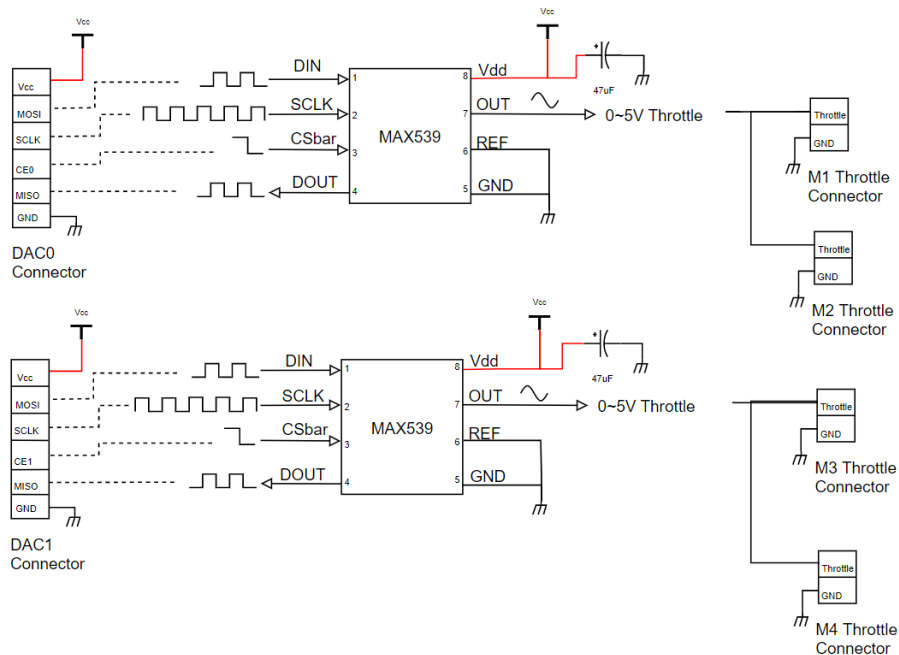 Vcc
Vcc
DIN
Vdd
1
8
Vcc
47uF
MOSI
SCLK
OUT
0~5V Throttle
Throttle
2
7
SCLK
MAX539
GND
CSbar
REF
3
6
CE0
M1 Throttle
Connector
DOUT
GND
4
5
MISO
GND
Throttle
DAC0
Connector
GND
M2 Throttle
Connector
Vcc
Vcc
DIN
Vdd
1
8
Vcc
47uF
MOSI
SCLK
OUT
0~5V Throttle
Throttle
2
7
SCLK
MAX539
GND
CSbar
REF
3
6
CE1
M3 Throttle
Connector
DOUT
GND
4
5
MISO
GND
DAC1
Connector
Throttle
GND
M4 Throttle
Connector